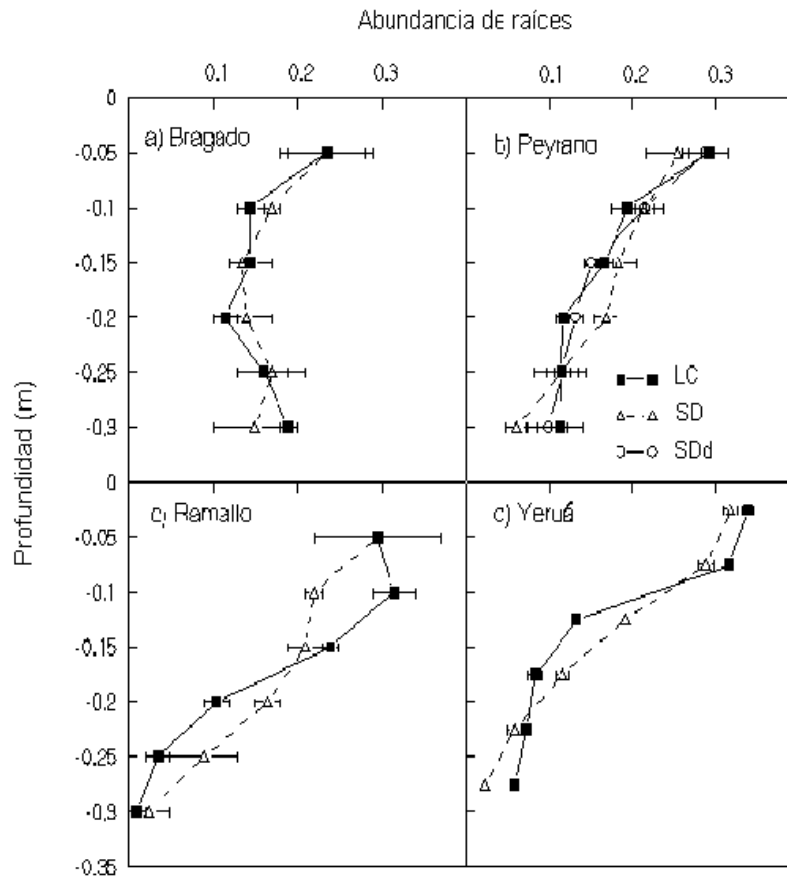 Abundancia de raíces
0.1 0.2 0.3 0.1 0.2 0.3
0
a) Bragado
b) Peyrano
-0.05
-0.1
-0.15
-0.2
-0.25
-0.3
LC
SD
SDd
Profundidad (m)
0
c) Ramallo
c) Yeruá
-0.05
-0.1
-0.15
-0.2
-0.25
-0.3
-0.35